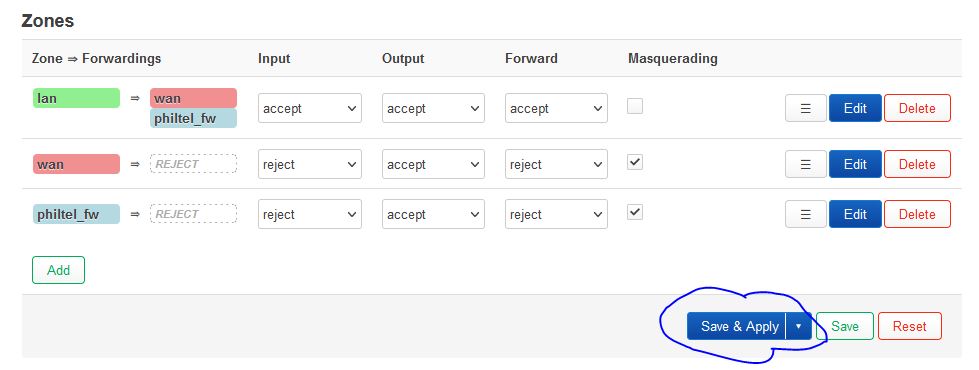 Zones
Zone ⇒ Forwardings Input Output Forward Masquerading
lan ⇒ wan philtel_fw accept accept accept ☰ Edit Delete
wan ⇒ REJECT reject accept reject ☰ Edit Delete
philtel_fw ⇒ REJECT reject accept reject ☰ Edit Delete
Add
Save & Apply Save Reset